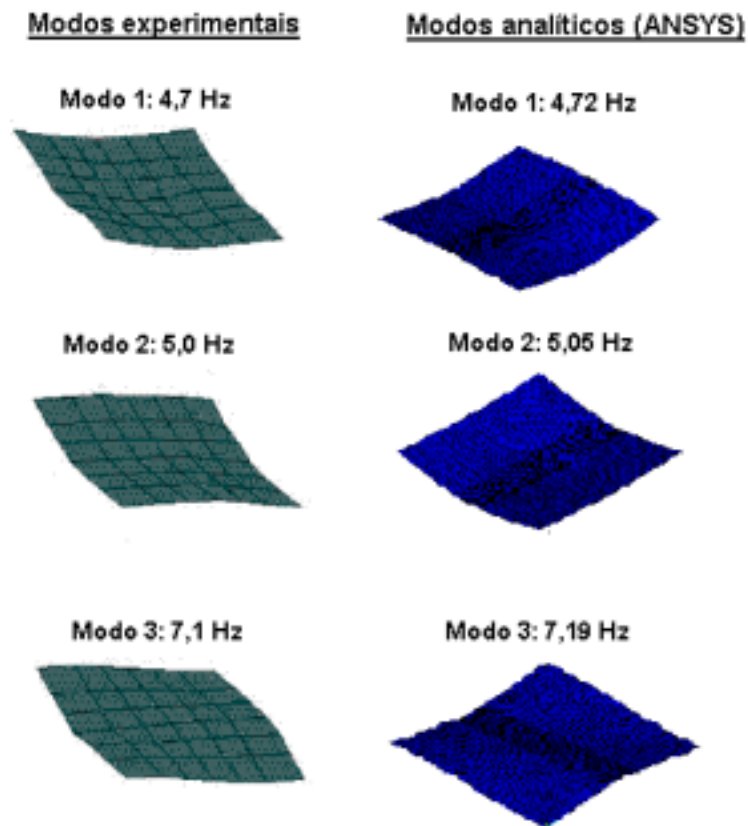 Modos experimentais
Modos analíticos (ANSYS)
Modo 1: 4,7 Hz
Modo 1: 4,72 Hz
Modo 2: 5,0 Hz
Modo 2: 5,05 Hz
Modo 3: 7,1 Hz
Modo 3: 7,19 Hz